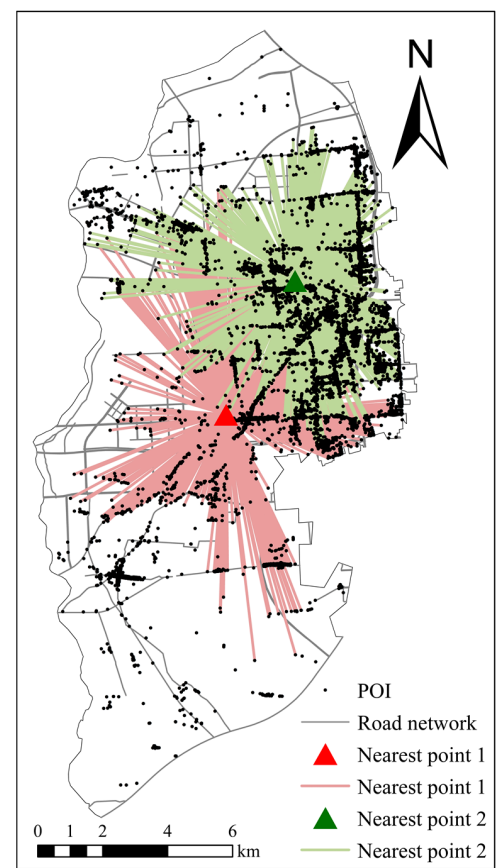 N
POI
Road network
Nearest point 1
Nearest point 1
Nearest point 2
Nearest point 2
0 1 2 4 6
km